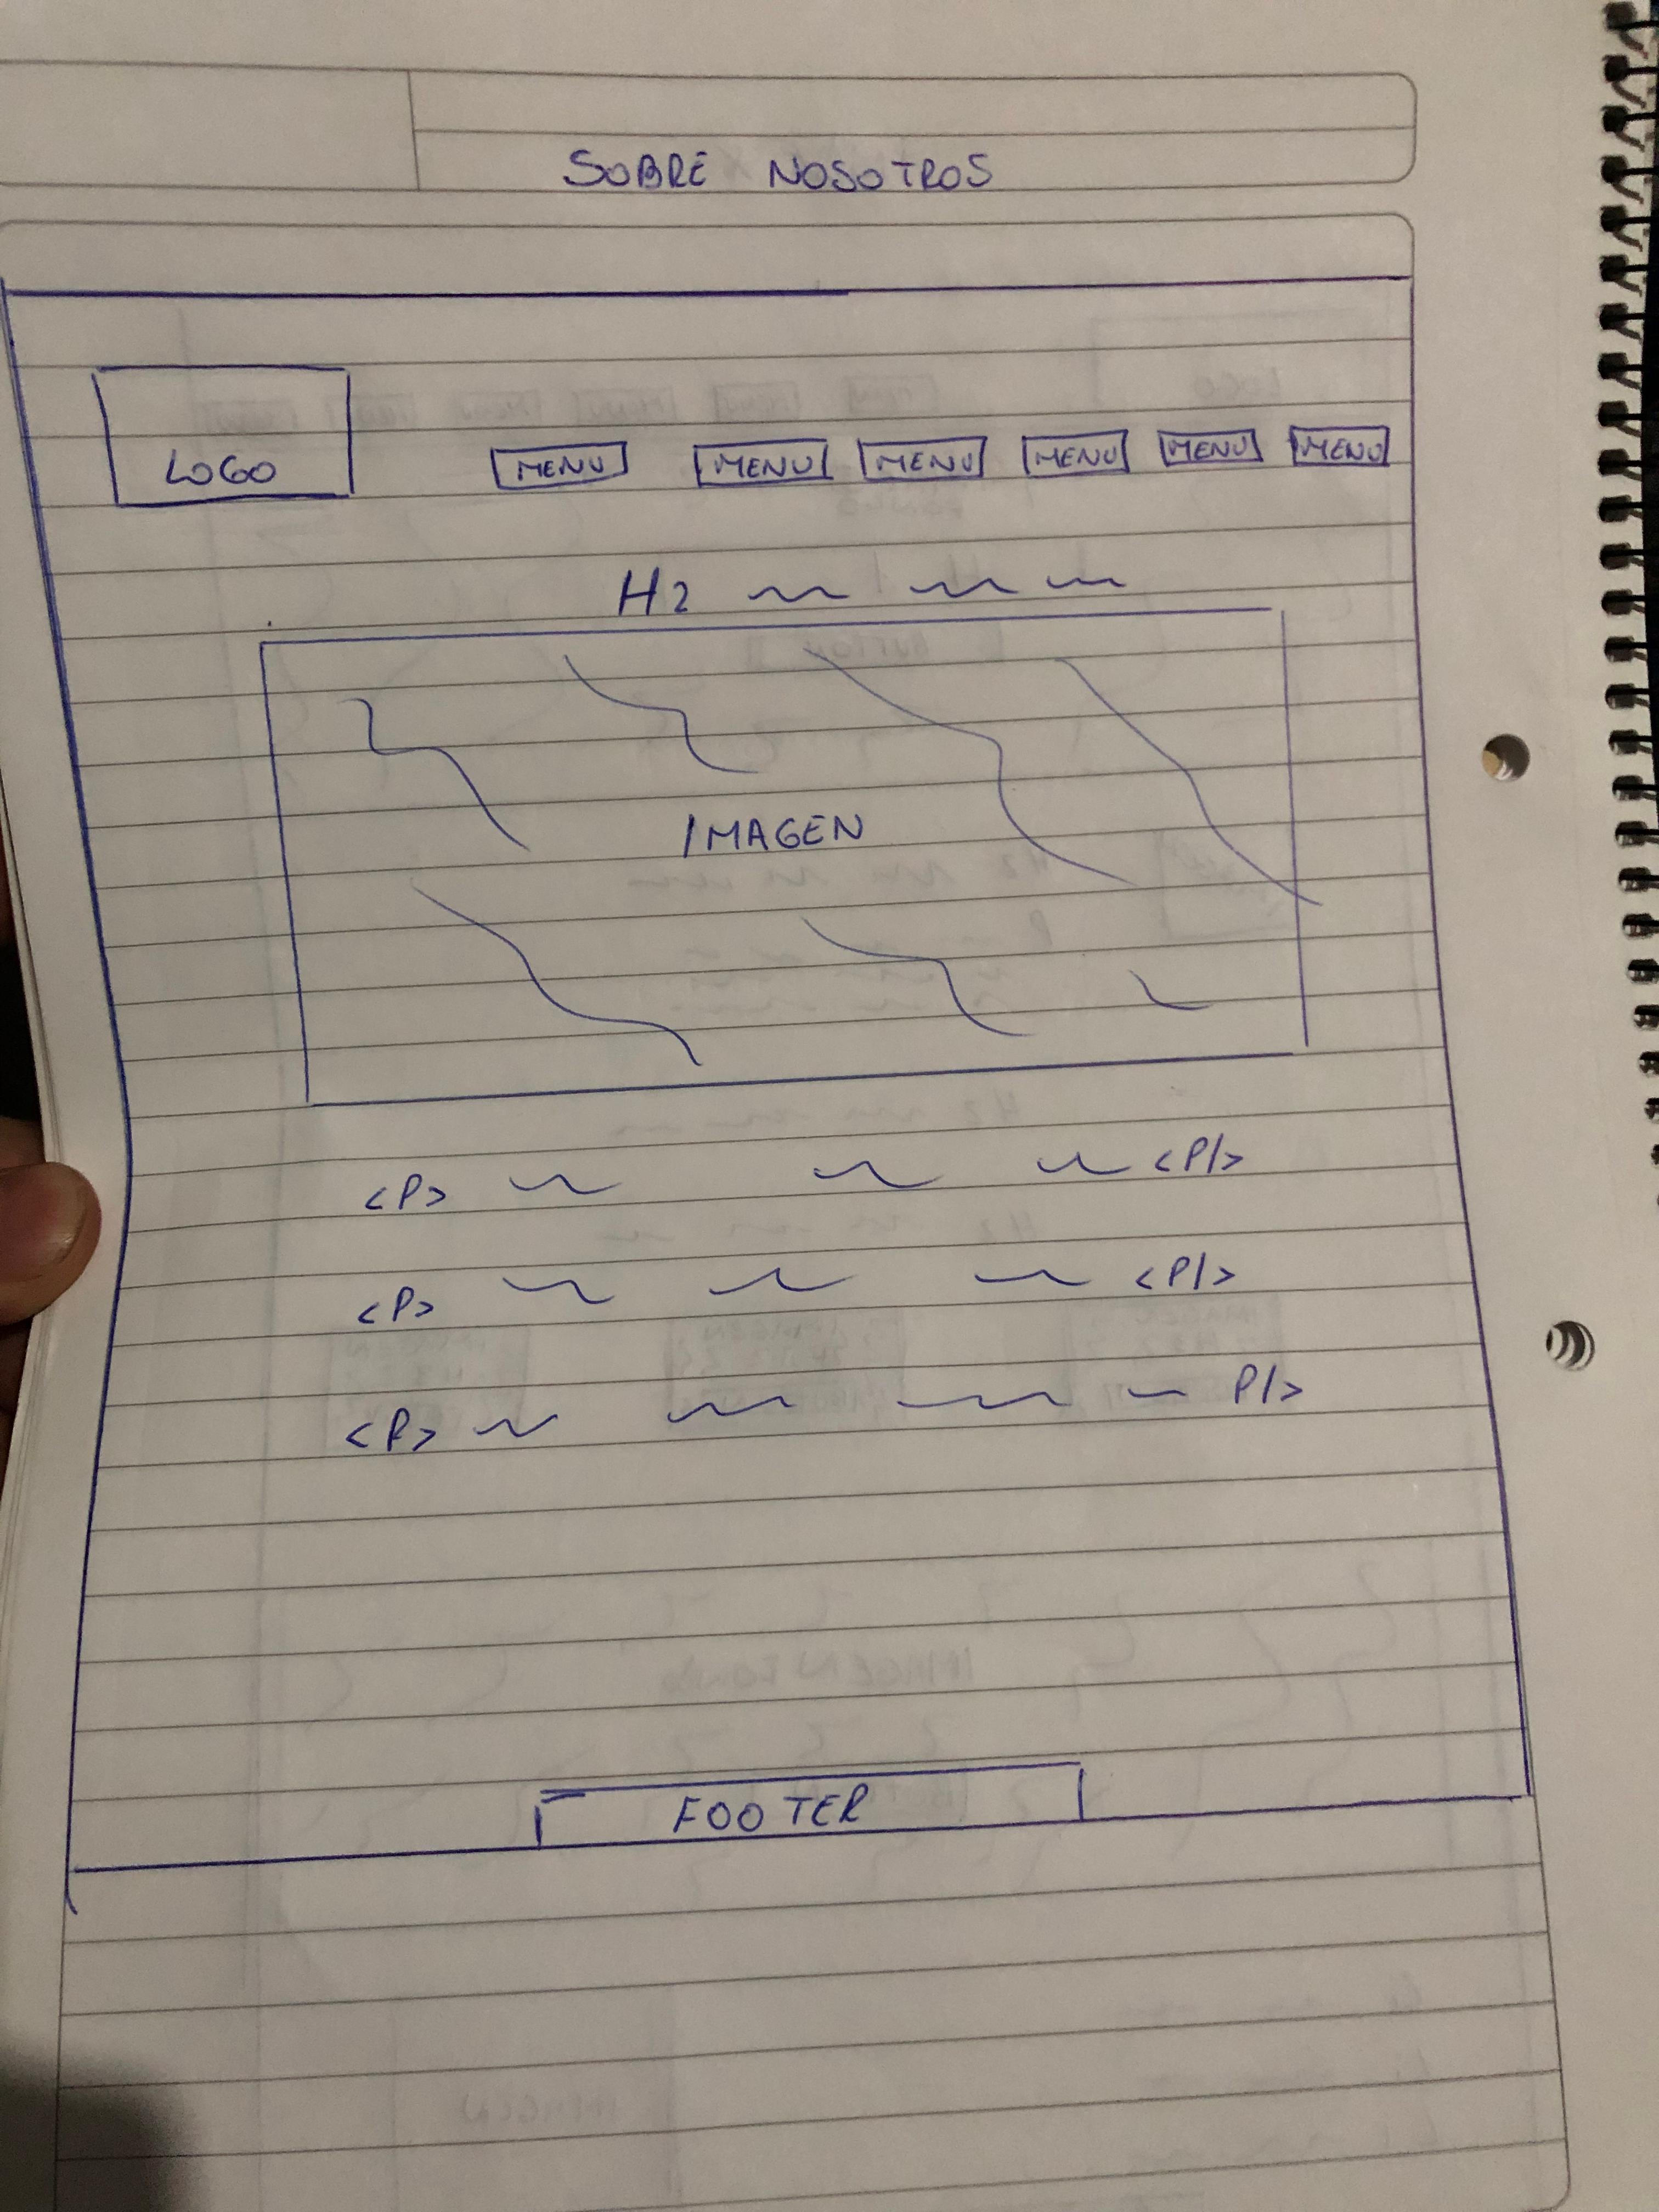 SOBRE NOSOTROS
LOGO
MENU MENU MENU MENU MENU MENU
H2
IMAGEN
<P> <P/>
<P> <P/>
<P> P/>
FOOTER